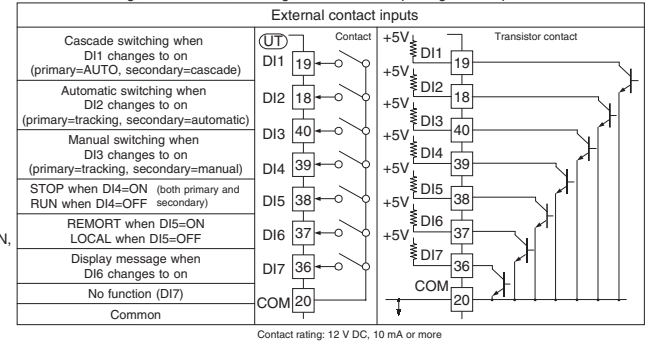 External contact inputs
Cascade switching when
DI1 changes to on
(primary=AUTO, secondary=cascade)
Automatic switching when
DI2 changes to on
(primary=tracking, secondary=automatic)
Manual switching when
DI3 changes to on
(primary=tracking, secondary=manual)
STOP when DI4=ON (both primary and
RUN when DI4=OFF secondary)
REMORT when DI5=ON
LOCAL when DI5=OFF
N,
Display message when
DI6 changes to on
No function (DI7)
Common
UT
Contact
DI1 19
DI2 18
DI3 40
DI4 39
DI5 38
DI6 37
DI7 36
COM 20
Transistor contact
+5V
DI1 19
+5V
DI2 18
+5V
DI3 40
+5V
DI4 39
+5V
DI5 38
+5V
DI6 37
+5V
DI7 36
COM 20
Contact rating: 12 V DC, 10 mA or more